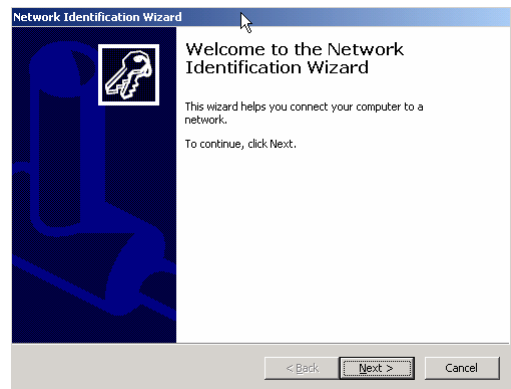 Network Identification Wizard
Welcome to the Network
Identification Wizard
This wizard helps you connect your computer to a
network.
To continue, click Next.
< Back
Next >
Cancel